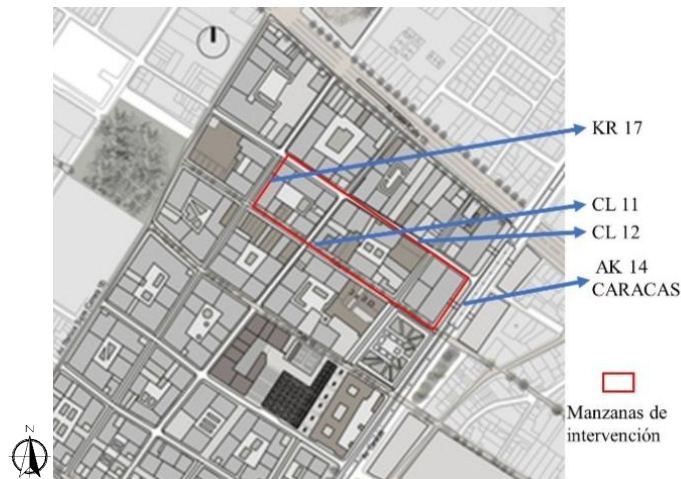 KR 17
CL 11
CL 12
AK 14
CARACAS
Manzanas de
intervención
N